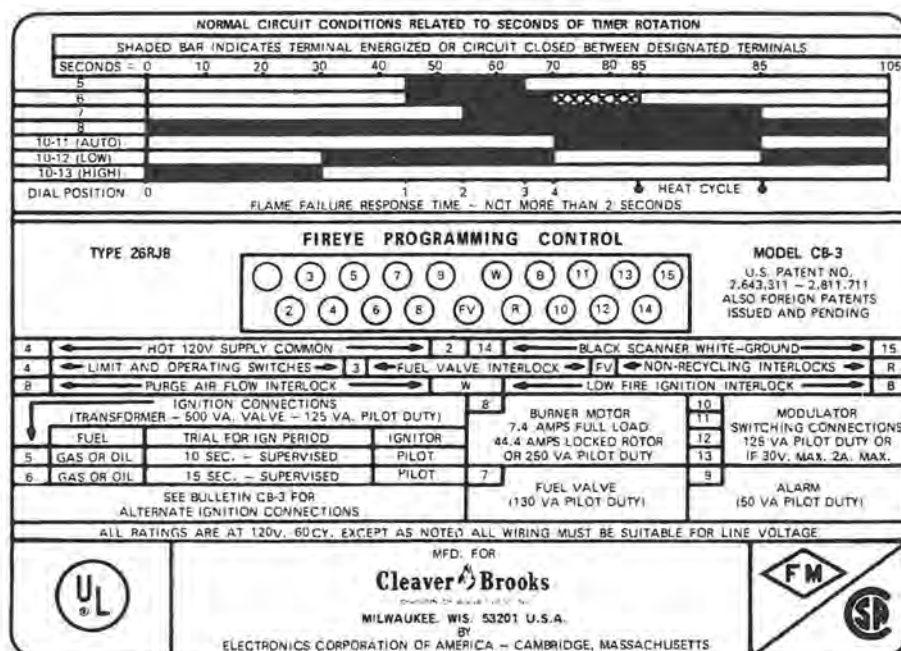 NORMAL CIRCUIT CONDITIONS RELATED TO SECONDS OF TIMER ROTATION
SHADED BAR INDICATES TERMINAL ENERGIZED OR CIRCUIT CLOSED BETWEEN DESIGNATED TERMINALS
SECONDS = 0 10 20 30 40 50 60 70 80 85 85 105
5
6
7
8
10-11 (AUTO)
10-12 (LOW)
10-13 (HIGH)
DIAL POSITION 0 1 2 3 4 HEAT CYCLE
FLAME FAILURE RESPONSE TIME – NOT MORE THAN 2 SECONDS
TYPE 26RJ8
FIREYE PROGRAMMING CONTROL
MODEL CB-3
U.S. PATENT NO.
2,643,311 – 2,811,711
ALSO FOREIGN PATENTS
ISSUED AND PENDING
3 5 7 9 W B 11 13 15
2 4 6 8 FV R 10 12 14
4 HOT 120V SUPPLY COMMON 2 14 BLACK SCANNER WHITE-GROUND 15
4 LIMIT AND OPERATING SWITCHES 3 FUEL VALVE INTERLOCK FV NON-RECYCLING INTERLOCKS R
8 PURGE AIR FLOW INTERLOCK W LOW FIRE IGNITION INTERLOCK B
IGNITION CONNECTIONS
(TRANSFORMER – 500 VA. VALVE – 125 VA. PILOT DUTY)
FUEL TRIAL FOR IGN PERIOD IGNITOR
5 GAS OR OIL 10 SEC. – SUPERVISED PILOT
6 GAS OR OIL 15 SEC. – SUPERVISED PILOT
SEE BULLETIN CB-3 FOR
ALTERNATE IGNITION CONNECTIONS
8
BURNER MOTOR
7.4 AMPS FULL LOAD
44.4 AMPS LOCKED ROTOR
OR 250 VA PILOT DUTY
7
FUEL VALVE
(130 VA PILOT DUTY)
10
11
12
13
MODULATOR
SWITCHING CONNECTIONS
125 VA PILOT DUTY OR
IF 30V. MAX. 2A. MAX.
9
ALARM
(50 VA PILOT DUTY)
ALL RATINGS ARE AT 120V. 60CY. EXCEPT AS NOTED ALL WIRING MUST BE SUITABLE FOR LINE VOLTAGE
UL
®
MFD. FOR
Cleaver Brooks
MILWAUKEE, WIS. 53201 U.S.A.
BY
ELECTRONICS CORPORATION OF AMERICA – CAMBRIDGE, MASSACHUSETTS
FM
SA